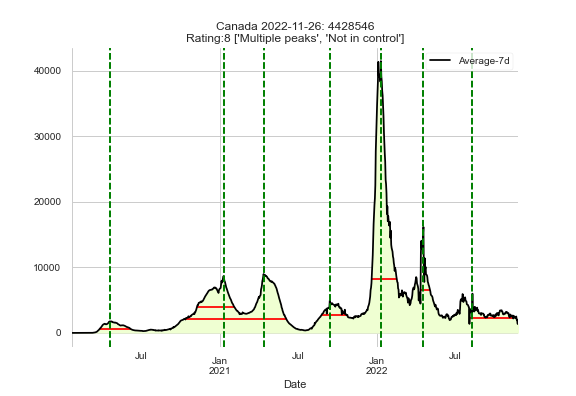 Canada 2022-11-26: 4428546
Rating:8 ['Multiple peaks', 'Not in control']
Average-7d
40000
30000
20000
10000
0
Jul
Jan
2021
Jul
Jan
2022
Jul
Date